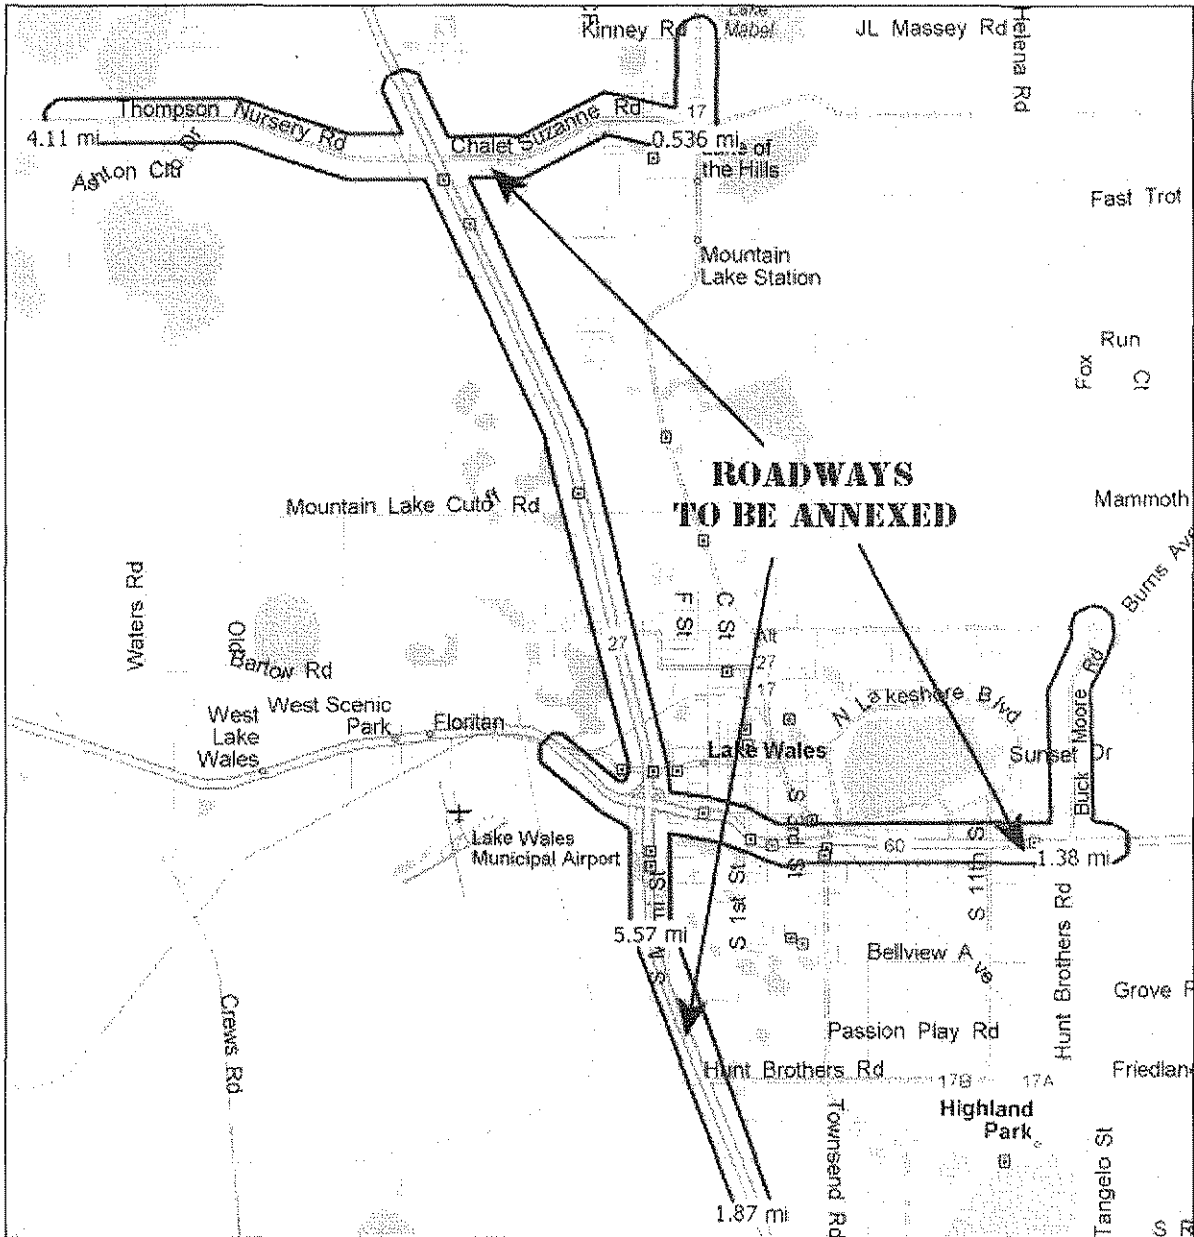 Kinney Rd
Lake
Mabel
JL Massey Rd
Helena Rd
Thompson Nursery Rd
Chalet Suzanne Rd
17
4.11 mi
0.536 mi
Lake of
the Hills
Fast Trot
Mountain
Lake Station
Run
Fox
Ct
ROADWAYS
TO BE ANNEXED
Mountain Lake Cutoff Rd
Mammoth
Burns Ave
Waters Rd
Old
Bartow Rd
F St
C St
Alt
27
27
17
N Lakeshore Blvd
Buck Moore Rd
West Scenic
Park
Floritan
West
Lake
Wales
Lake Wales
Sunset Dr
Lake Wales
Municipal Airport
S 1st St
S 3rd St
60
S 11th St
1.38 mi
Hunt Brothers Rd
5.57 mi
Bellview Ave
Grove
Crews Rd
Passion Play Rd
Hunt Brothers Rd
17B
17A
Highland
Park
Townsend Rd
Tangelo St
1.87 mi